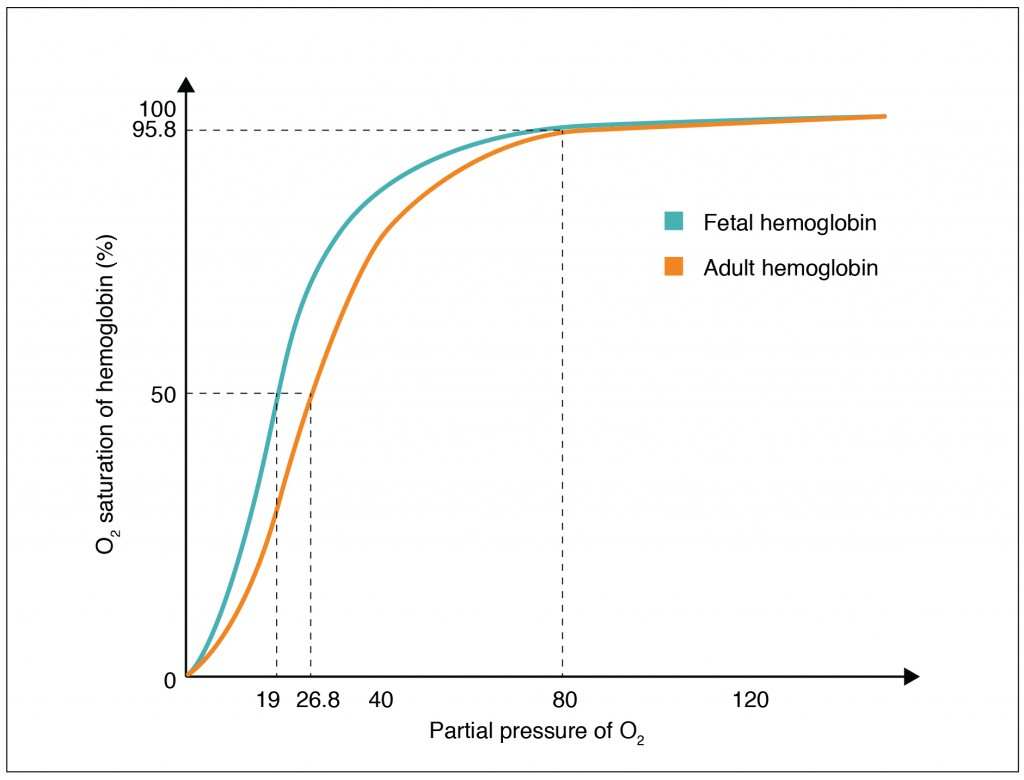 100
95.8
Fetal hemoglobin
Adult hemoglobin
O₂ saturation of hemoglobin (%)
50
0
19 26.8 40 80 120
Partial pressure of O₂